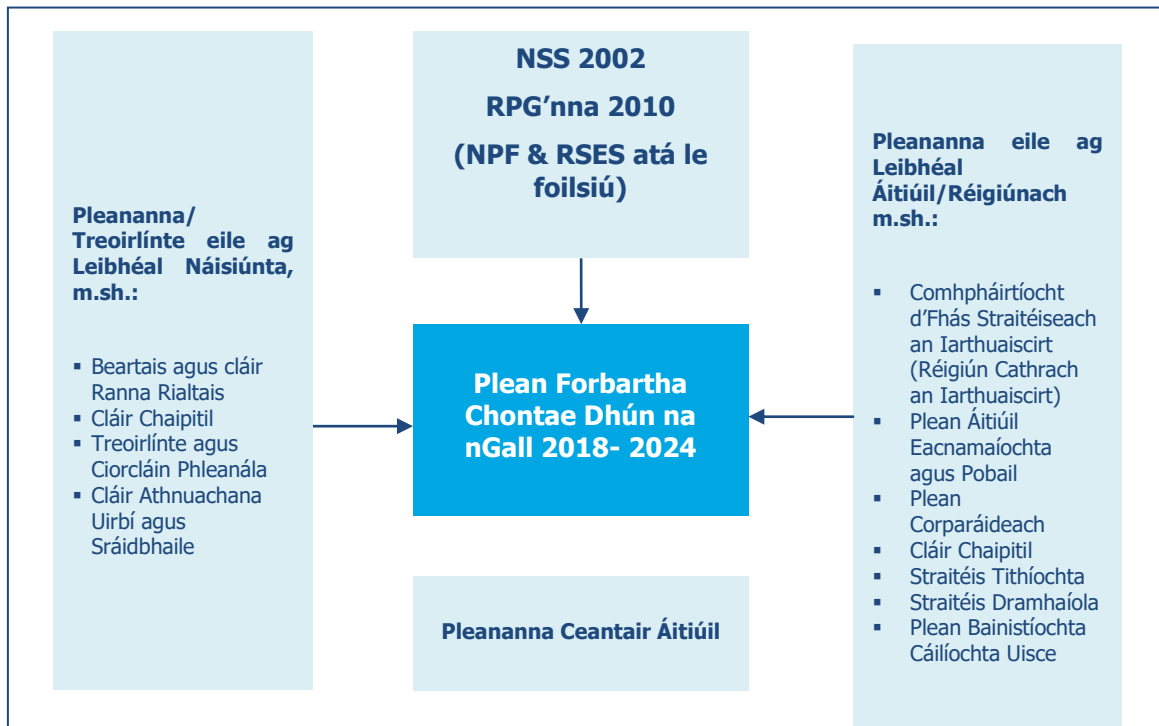 Pleananna/
Treoirlínte eile ag
Leibhéal Náisiúnta,
m.sh.:
▪ Beartais agus cláir
Ranna Rialtais
▪ Cláir Chaipitil
▪ Treoirlínte agus
Ciorcláin Phleanála
▪ Cláir Athnuachana
Uirbí agus
Sráidbhaile
NSS 2002
RPG’nna 2010
(NPF & RSES atá le
foilsiú)
Plean Forbartha
Chontae Dhún na
nGall 2018- 2024
Pleananna Ceantair Áitiúil
Pleananna eile ag
Leibhéal
Áitiúil/Réigiúnach
m.sh.:
▪ Comhpháirtíocht
d’Fhás Straitéiseach
an Iarthuaiscirt
(Réigiún Cathrach
an Iarthuaiscirt)
▪ Plean Áitiúil
Eacnamaíochta
agus Pobail
▪ Plean
Corparáideach
▪ Cláir Chaipitil
▪ Straitéis Tithíochta
▪ Straitéis Dramhaíola
▪ Plean Bainistíochta
Cáilíochta Uisce